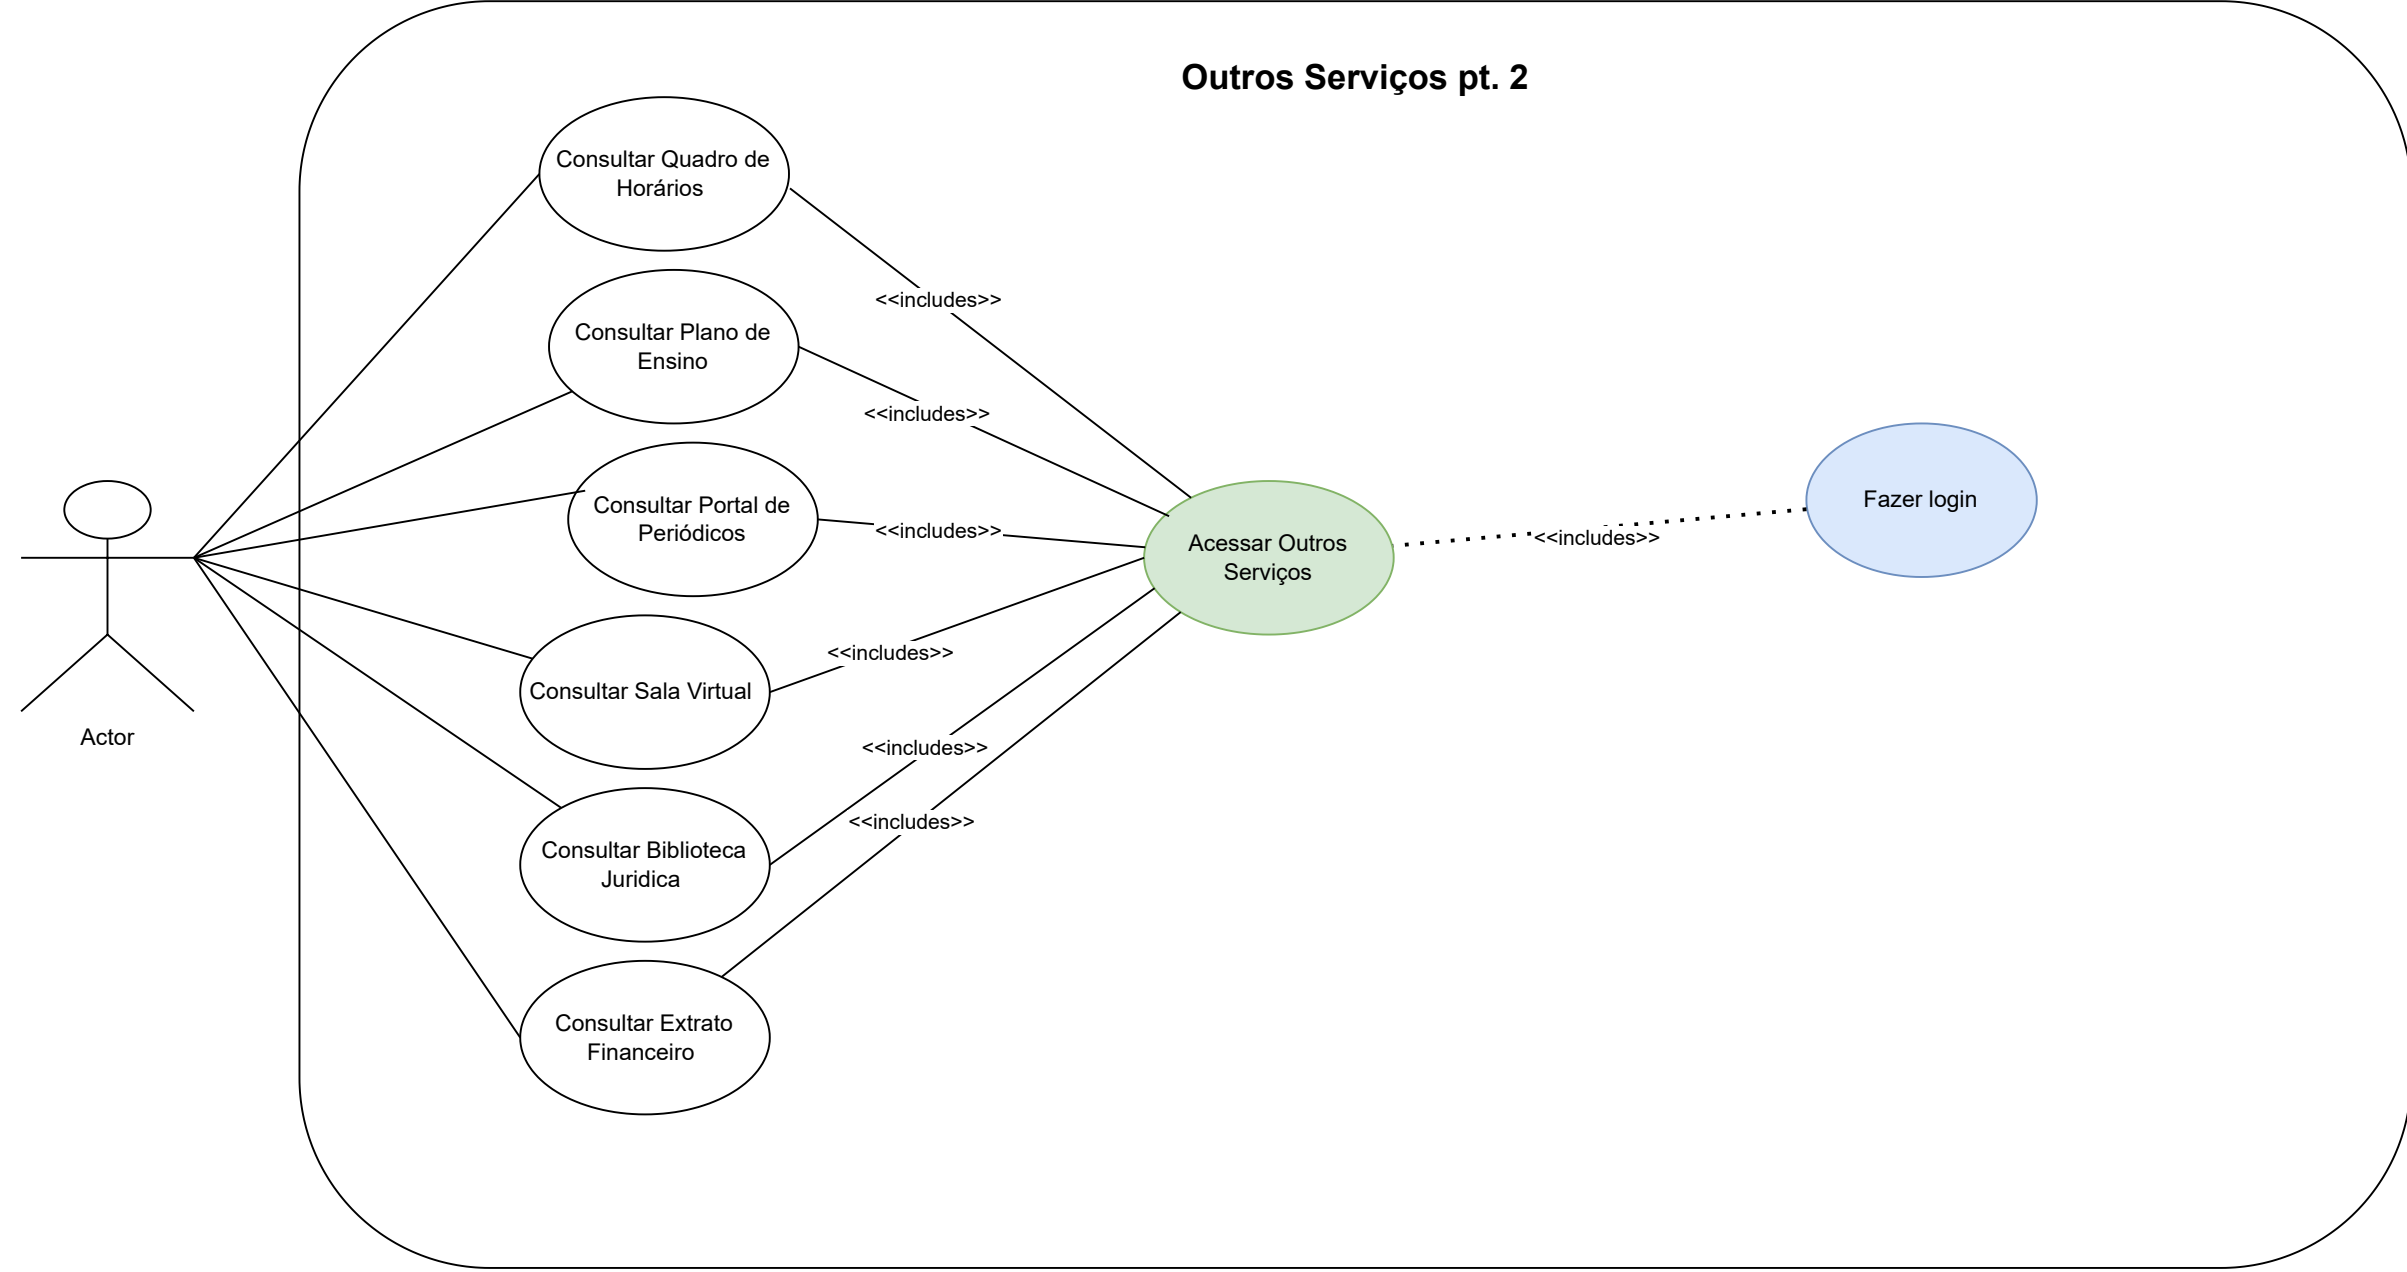 Outros Serviços pt. 2
Consultar Quadro de
Horários
<<includes>>
Consultar Plano de
Ensino
<<includes>>
Consultar Portal de
Periódicos
<<includes>>
Acessar Outros
Serviços
<<includes>>
Fazer login
Consultar Sala Virtual
<<includes>>
Actor
Consultar Biblioteca
Juridica
<<includes>>
<<includes>>
Consultar Extrato
Financeiro